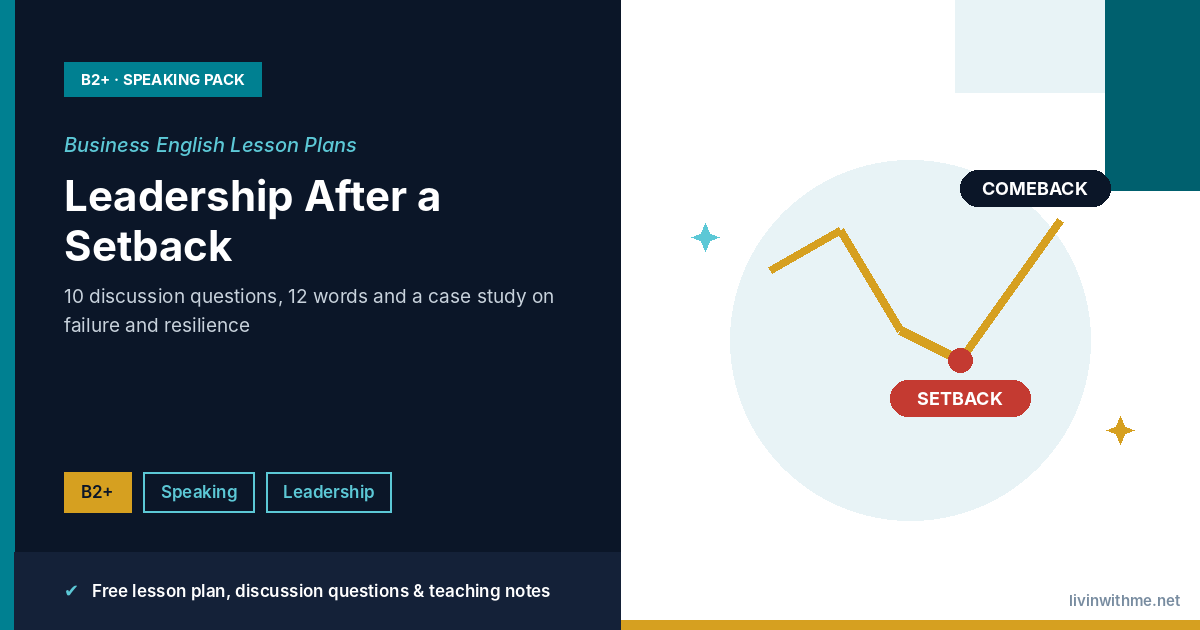 B2+ · SPEAKING PACK
Business English Lesson Plans
Leadership After a
Setback
10 discussion questions, 12 words and a case study on
failure and resilience
B2+
Speaking
Leadership
✔ Free lesson plan, discussion questions & teaching notes
COMEBACK
SETBACK
livinwithme.net